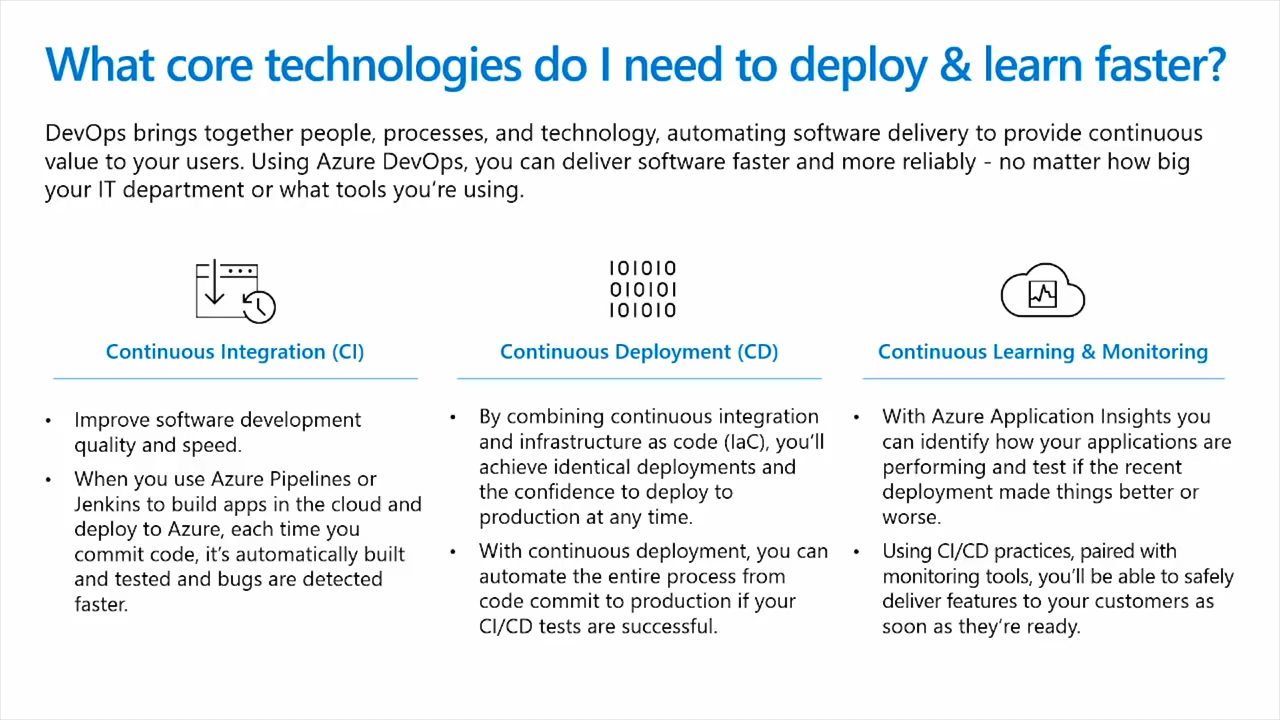 What core technologies do I need to deploy & learn faster?
DevOps brings together people, processes, and technology, automating software delivery to provide continuous
value to your users. Using Azure DevOps, you can deliver software faster and more reliably - no matter how big
your IT department or what tools you’re using.
101010
010101
101010
Continuous Integration (CI)
Continuous Deployment (CD)
Continuous Learning & Monitoring
• Improve software development
quality and speed.
• When you use Azure Pipelines or
Jenkins to build apps in the cloud and
deploy to Azure, each time you
commit code, it’s automatically built
and tested and bugs are detected
faster.
• By combining continuous integration
and infrastructure as code (IaC), you’ll
achieve identical deployments and
the confidence to deploy to
production at any time.
• With continuous deployment, you can
automate the entire process from
code commit to production if your
CI/CD tests are successful.
• With Azure Application Insights you
can identify how your applications are
performing and test if the recent
deployment made things better or
worse.
• Using CI/CD practices, paired with
monitoring tools, you’ll be able to safely
deliver features to your customers as
soon as they’re ready.